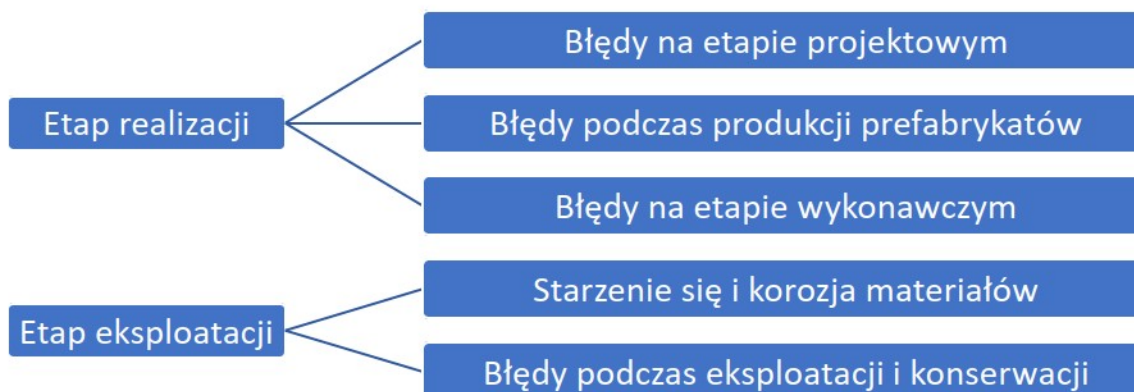 Etap realizacji
Błędy na etapie projektowym
Błędy podczas produkcji prefabrykatów
Błędy na etapie wykonawczym
Etap eksploatacji
Starzenie się i korozja materiałów
Błędy podczas eksploatacji i konserwacji